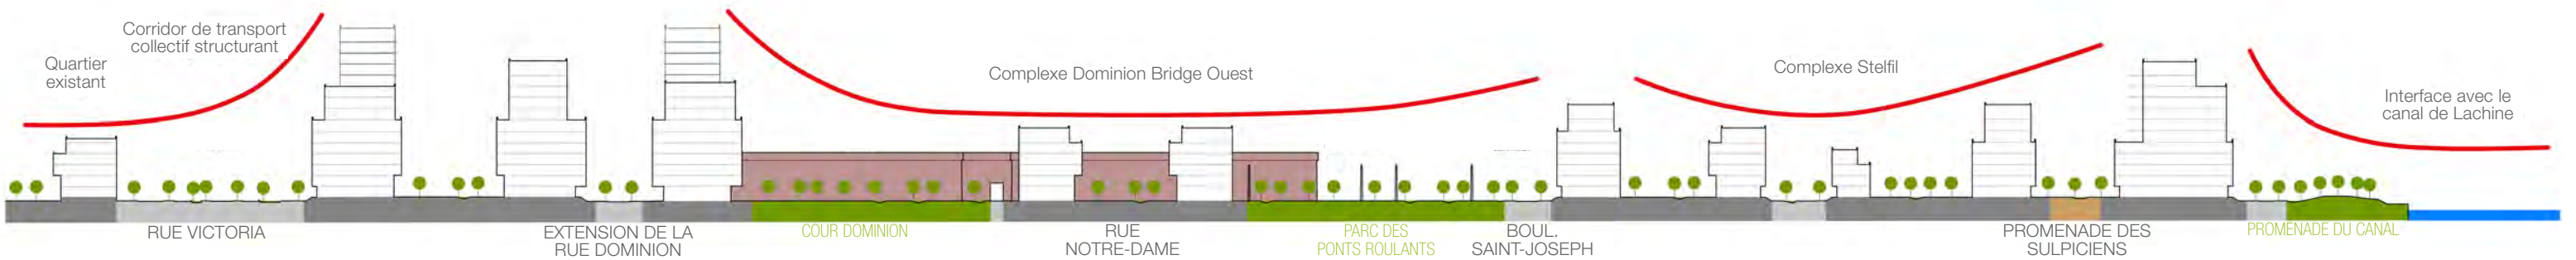 Quartier
existant
Corridor de transport
collectif structurant
Complexe Dominion Bridge Ouest
Complexe Stelfil
Interface avec le
canal de Lachine
RUE VICTORIA
EXTENSION DE LA
RUE DOMINION
COUR DOMINION
RUE
NOTRE-DAME
PARC DES
PONTS ROULANTS
BOUL.
SAINT-JOSEPH
PROMENADE DES
SULPICIENS
PROMENADE DU CANAL